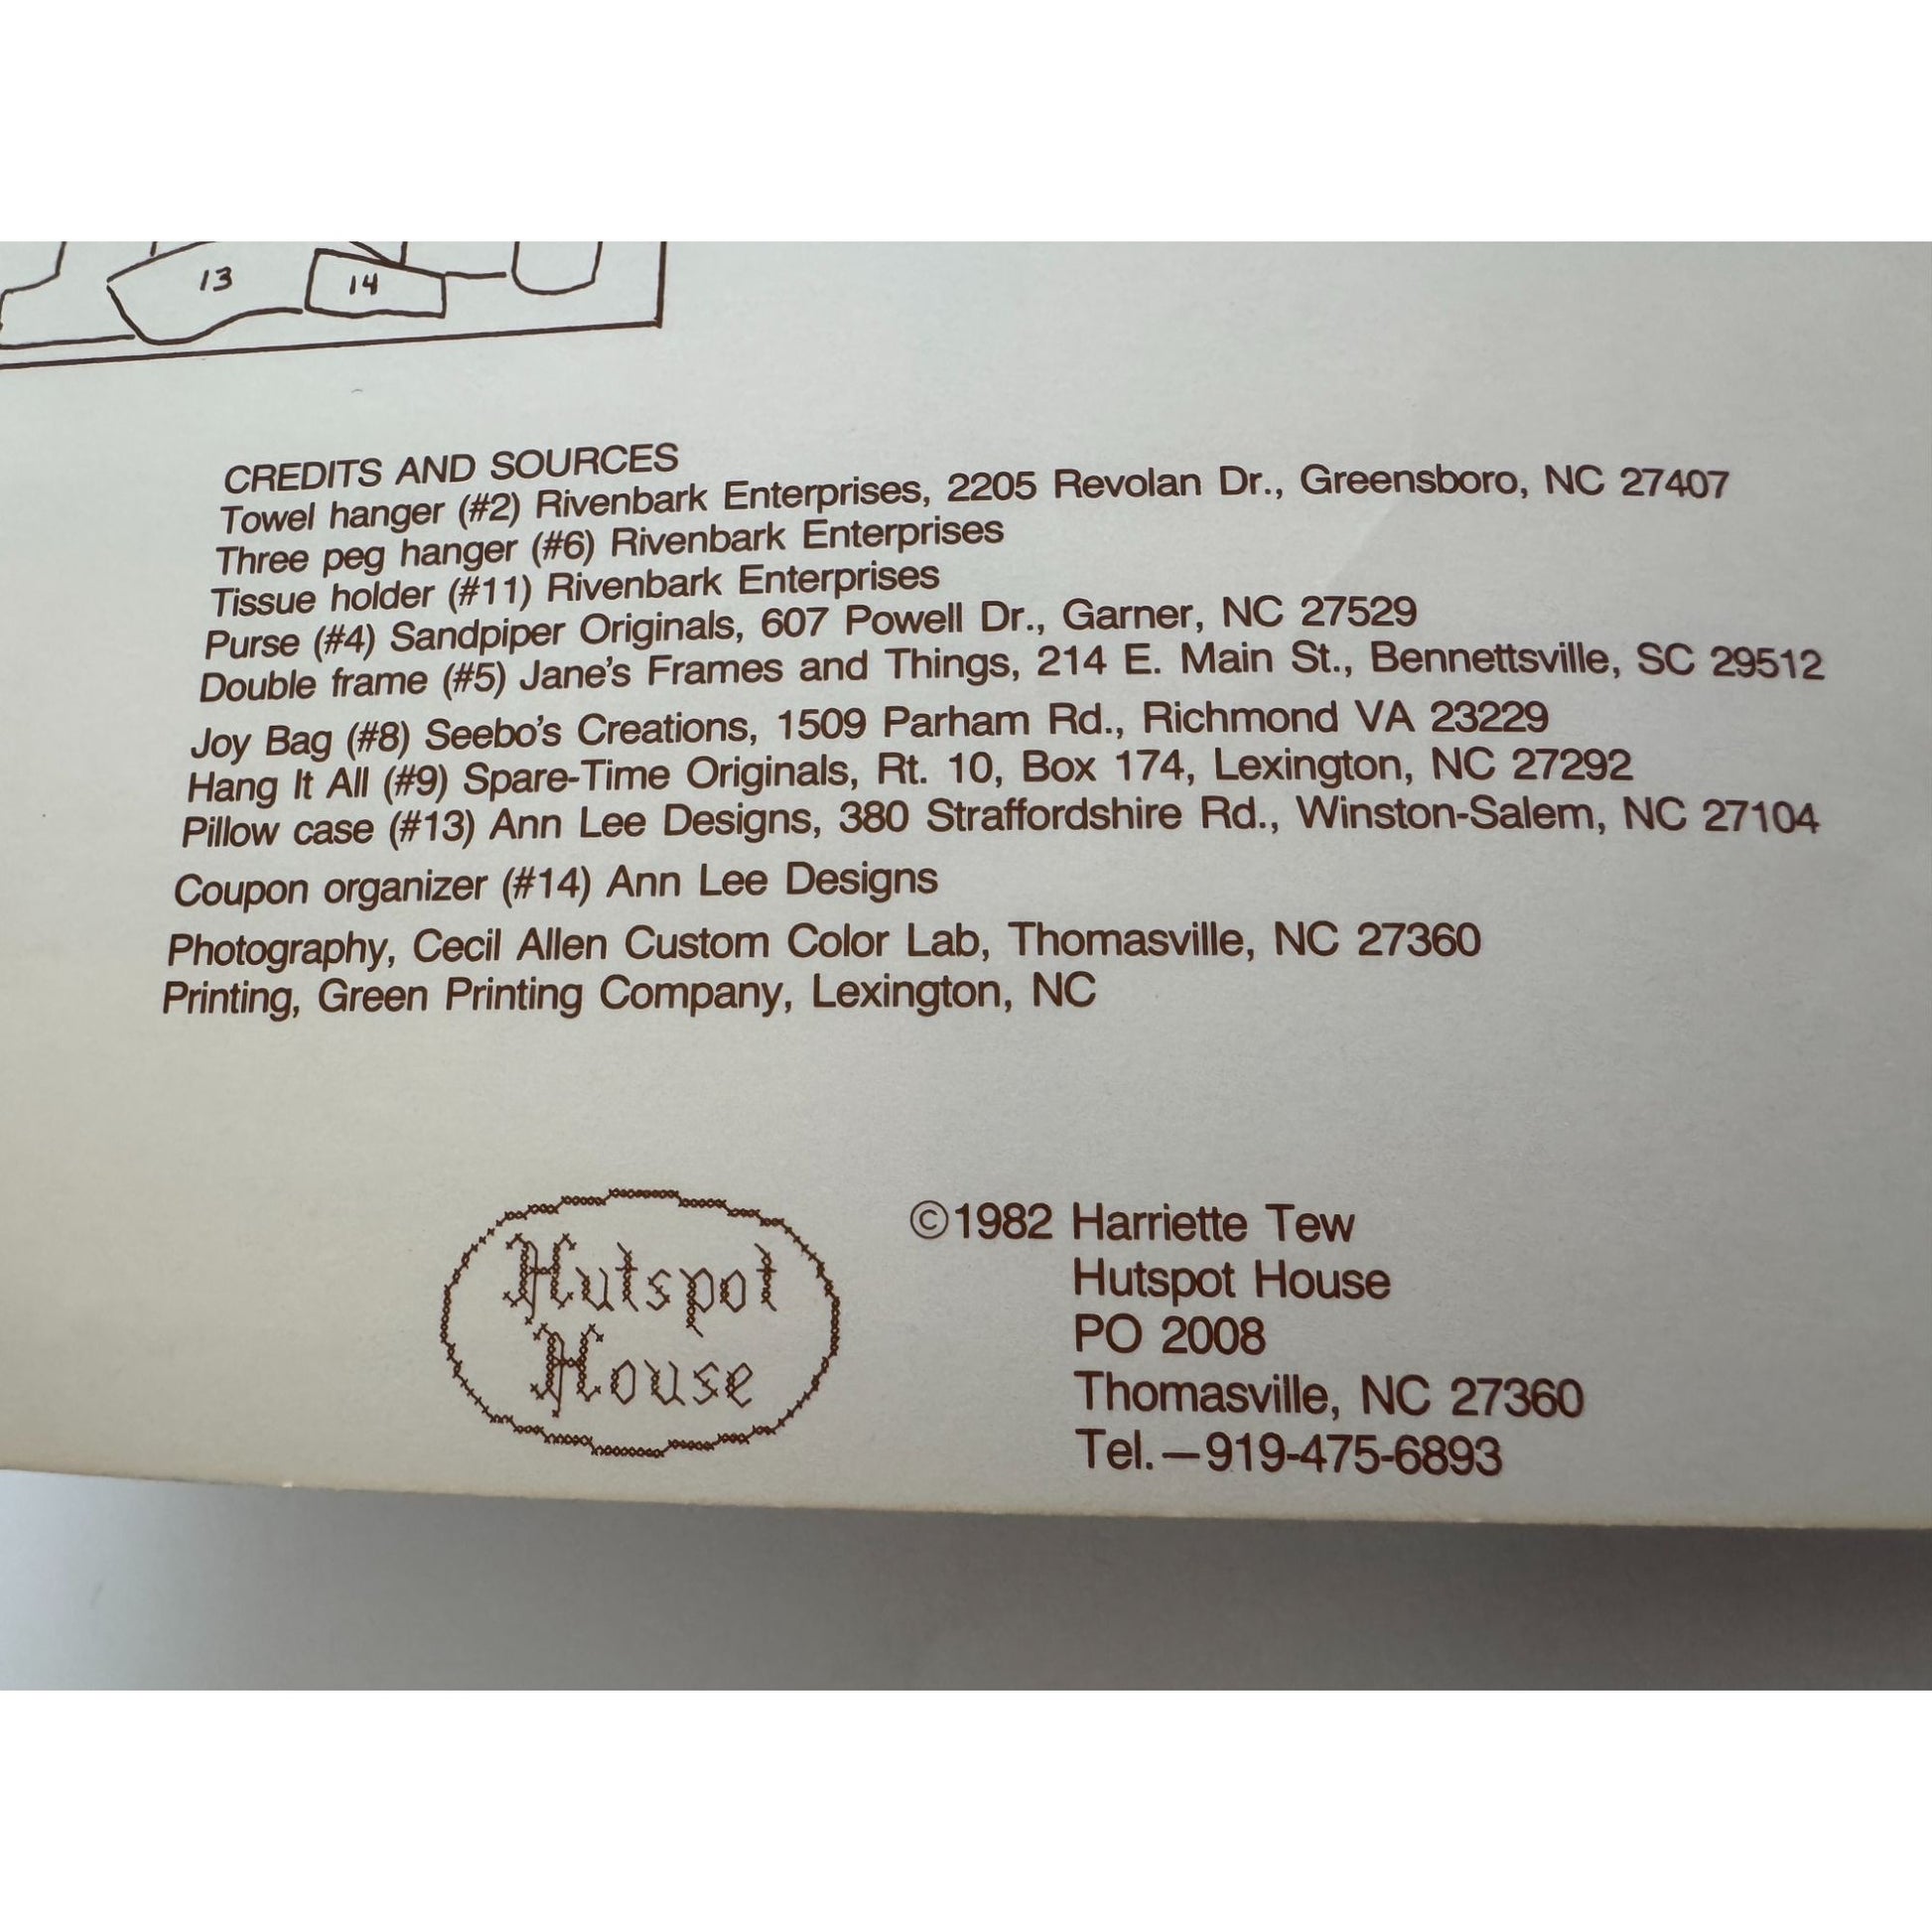 13
14
CREDITS AND SOURCES
Towel hanger (#2) Rivenbark Enterprises, 2205 Revolan Dr., Greensboro, NC 27407
Three peg hanger (#6) Rivenbark Enterprises
Tissue holder (#11) Rivenbark Enterprises
Purse (#4) Sandpiper Originals, 607 Powell Dr., Garner, NC 27529
Double frame (#5) Jane's Frames and Things, 214 E. Main St., Bennettsville, SC 29512
Joy Bag (#8) Seebo's Creations, 1509 Parham Rd., Richmond VA 23229
Hang It All (#9) Spare-Time Originals, Rt. 10, Box 174, Lexington, NC 27292
Pillow case (#13) Ann Lee Designs, 380 Straffordshire Rd., Winston-Salem, NC 27104
Coupon organizer (#14) Ann Lee Designs
Photography, Cecil Allen Custom Color Lab, Thomasville, NC 27360
Printing, Green Printing Company, Lexington, NC
Hutspot
House
©1982 Harriette Tew
Hutspot House
PO 2008
Thomasville, NC 27360
Tel.—919-475-6893